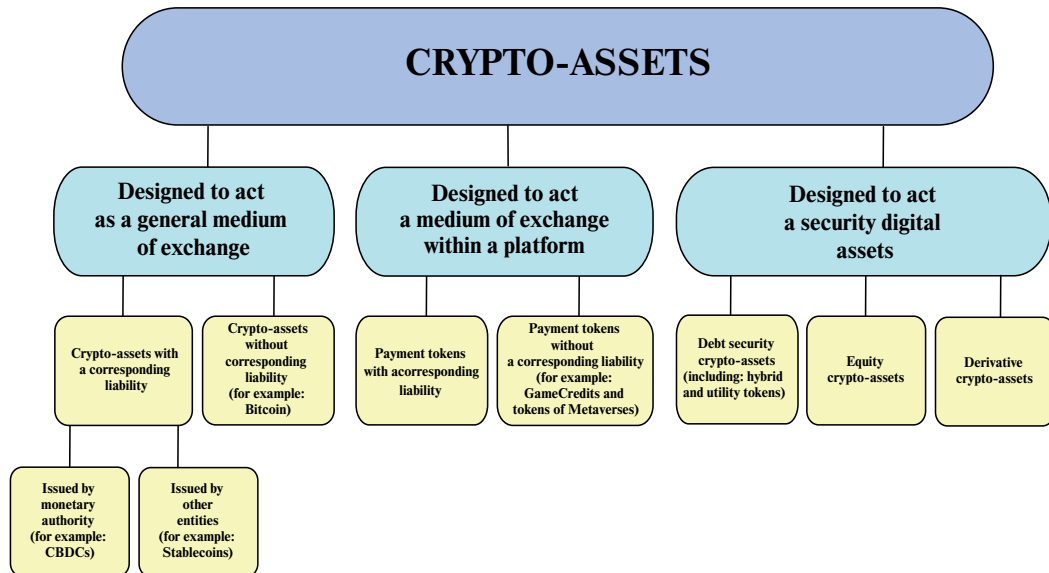 CRYPTO-ASSETS
Designed to act
as a general medium
of exchange
Designed to act
a medium of exchange
within a platform
Designed to act
a security digital
assets
Crypto-assets with
a corresponding
liability
Crypto-assets
without
corresponding
liability
(for example:
Bitcoin)
Payment tokens
with acorresponding
liability
Payment tokens
without
a corresponding liability
(for example:
GameCredits and
tokens of Metaverses)
Debt security
crypto-assets
(including: hybrid
and utility tokens)
Equity
crypto-assets
Derivative
crypto-assets
Issued by
monetary
authority
(for example:
CBDCs)
Issued by
other
entities
(for example:
Stablecoins)